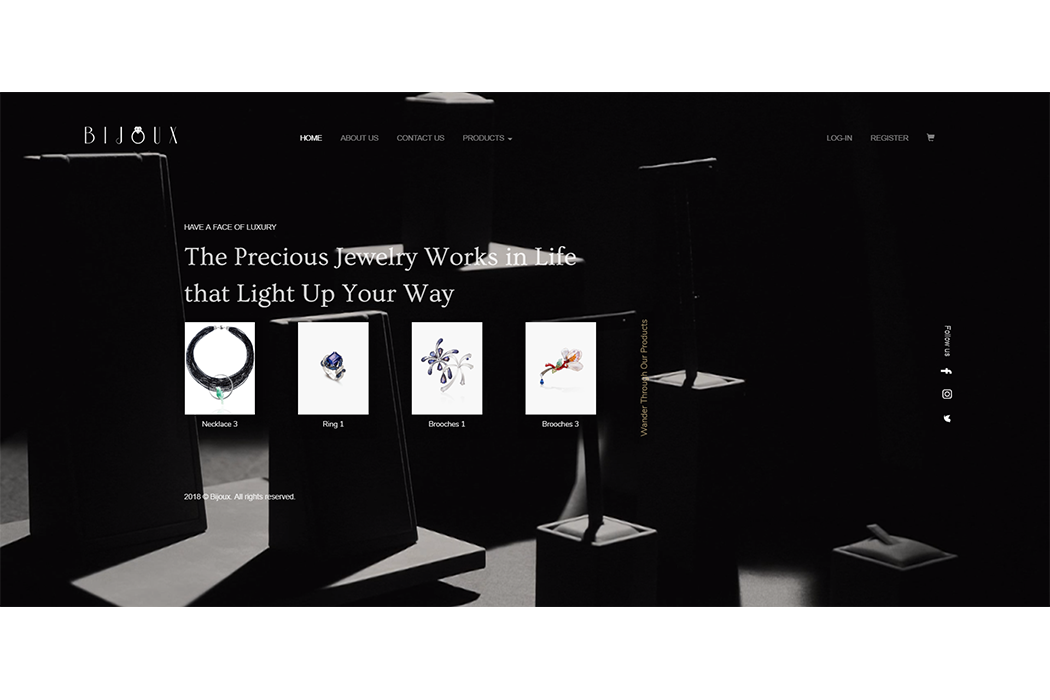 BIJOUX
HOME ABOUT US CONTACT US PRODUCTS
LOG-IN REGISTER
HAVE A FACE OF LUXURY
The Precious Jewelry Works in Life
that Light Up Your Way
Necklace 3
Ring 1
Brooches 1
Brooches 3
Wander Through Our Products
Follow us
2018 © Bijoux. All rights reserved.